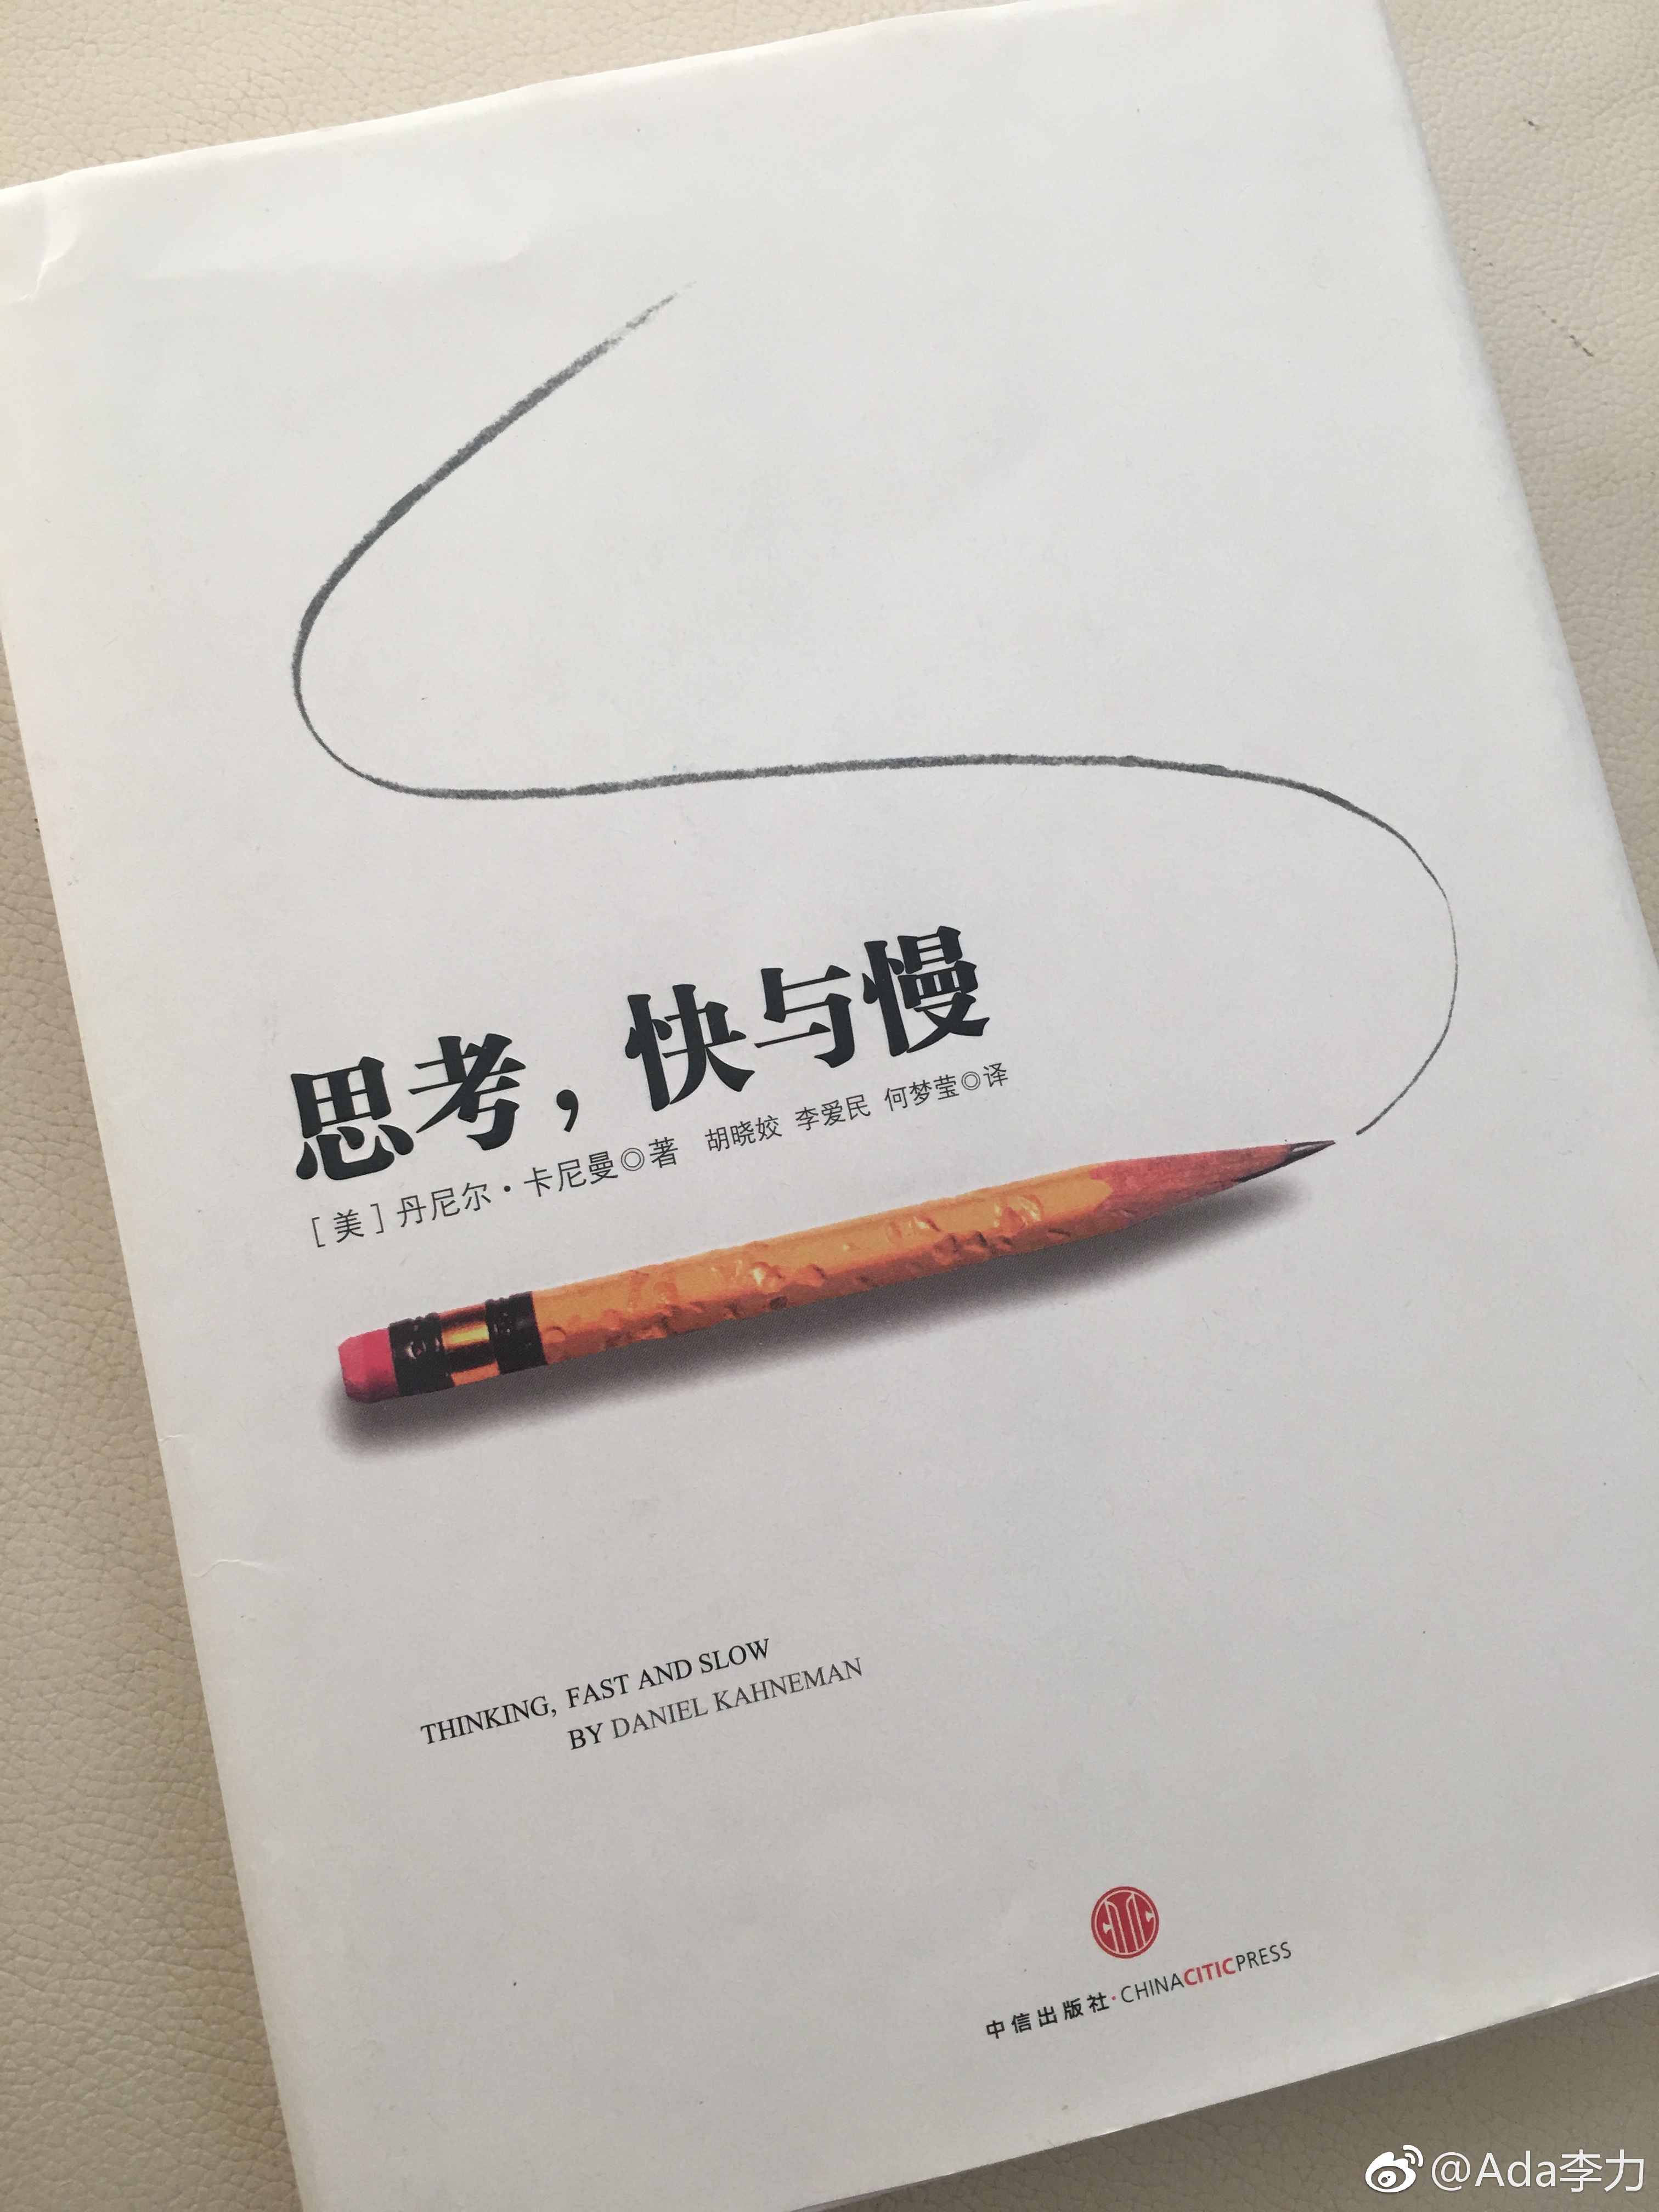 思考，快与慢
［美］丹尼尔·卡尼曼◎著 胡晓姣 李爱民 何梦莹◎译
THINKING, FAST AND SLOW
BY DANIEL KAHNEMAN
中信出版社·CHINACITICPRESS
@Ada李力